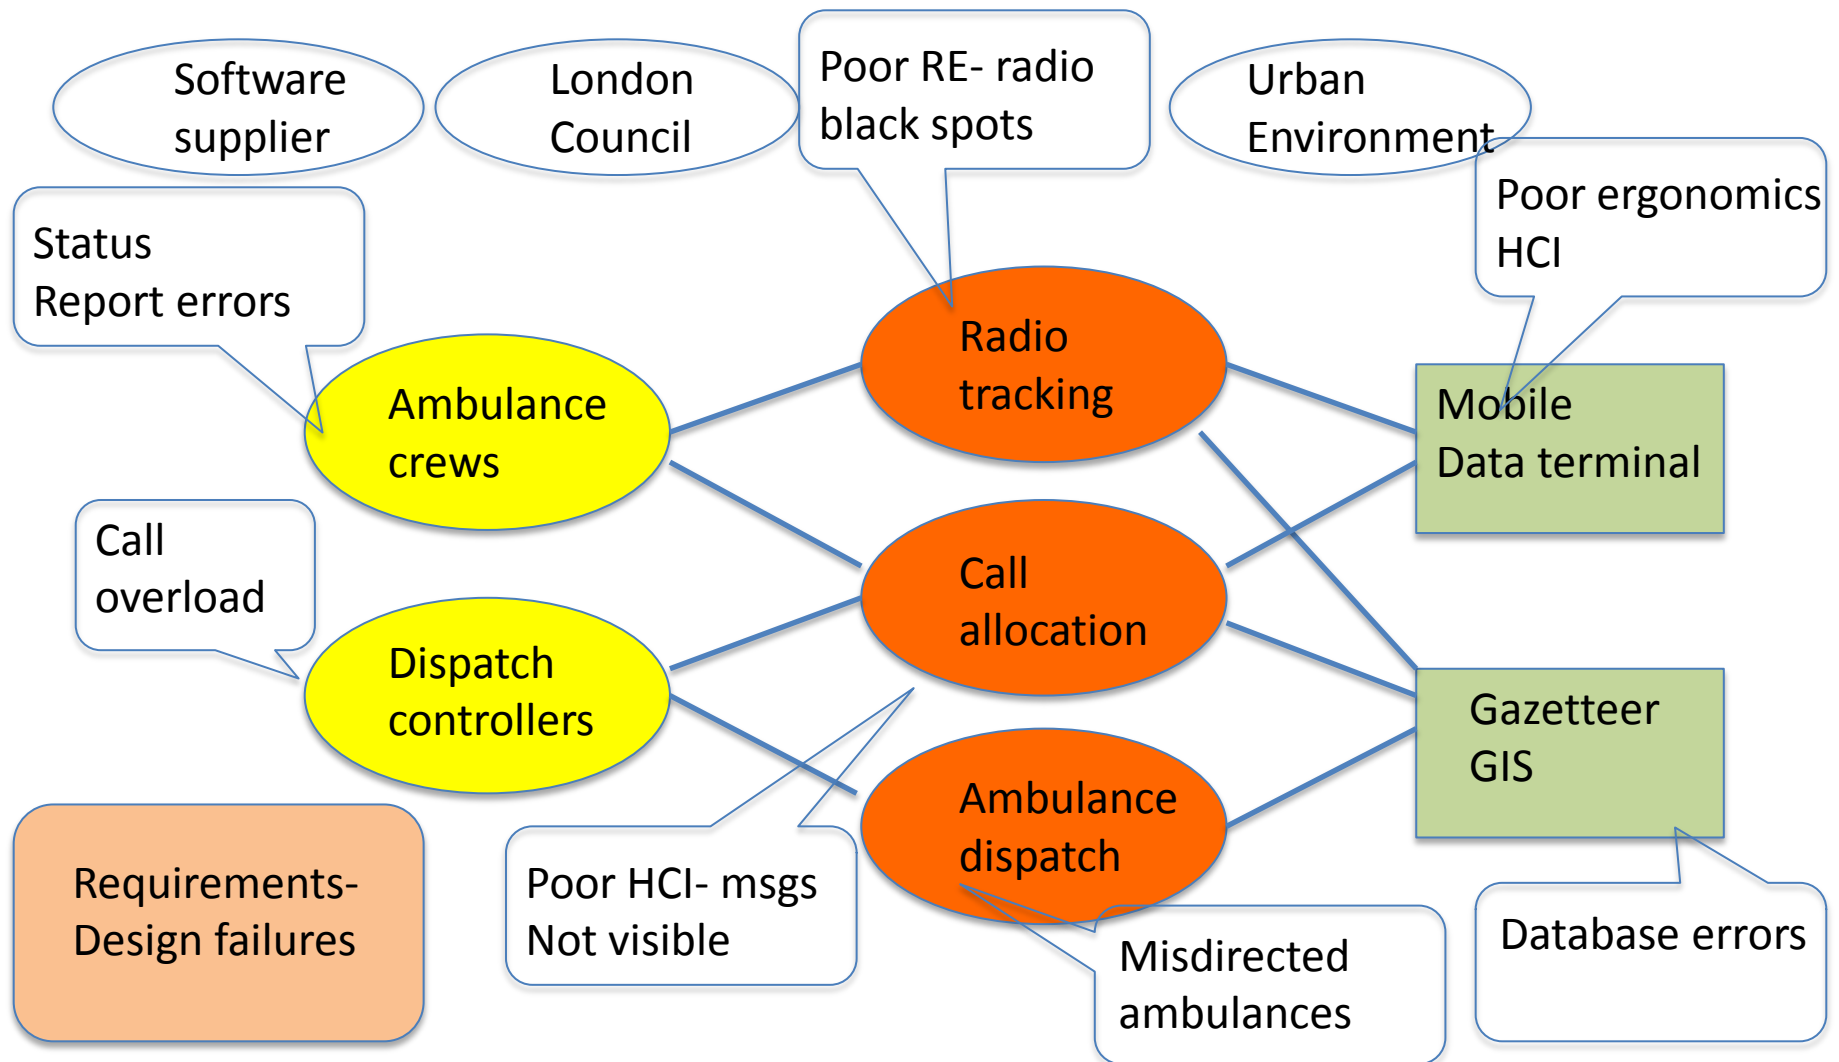 Software
supplier
London
Council
Poor RE- radio
black spots
Urban
Environment
Poor ergonomics
HCI
Status
Report errors
Radio
tracking
Ambulance
crews
Mobile
Data terminal
Call
overload
Call
allocation
Dispatch
controllers
Gazetteer
GIS
Ambulance
dispatch
Requirements-
Design failures
Poor HCI- msgs
Not visible
Misdirected
ambulances
Database errors